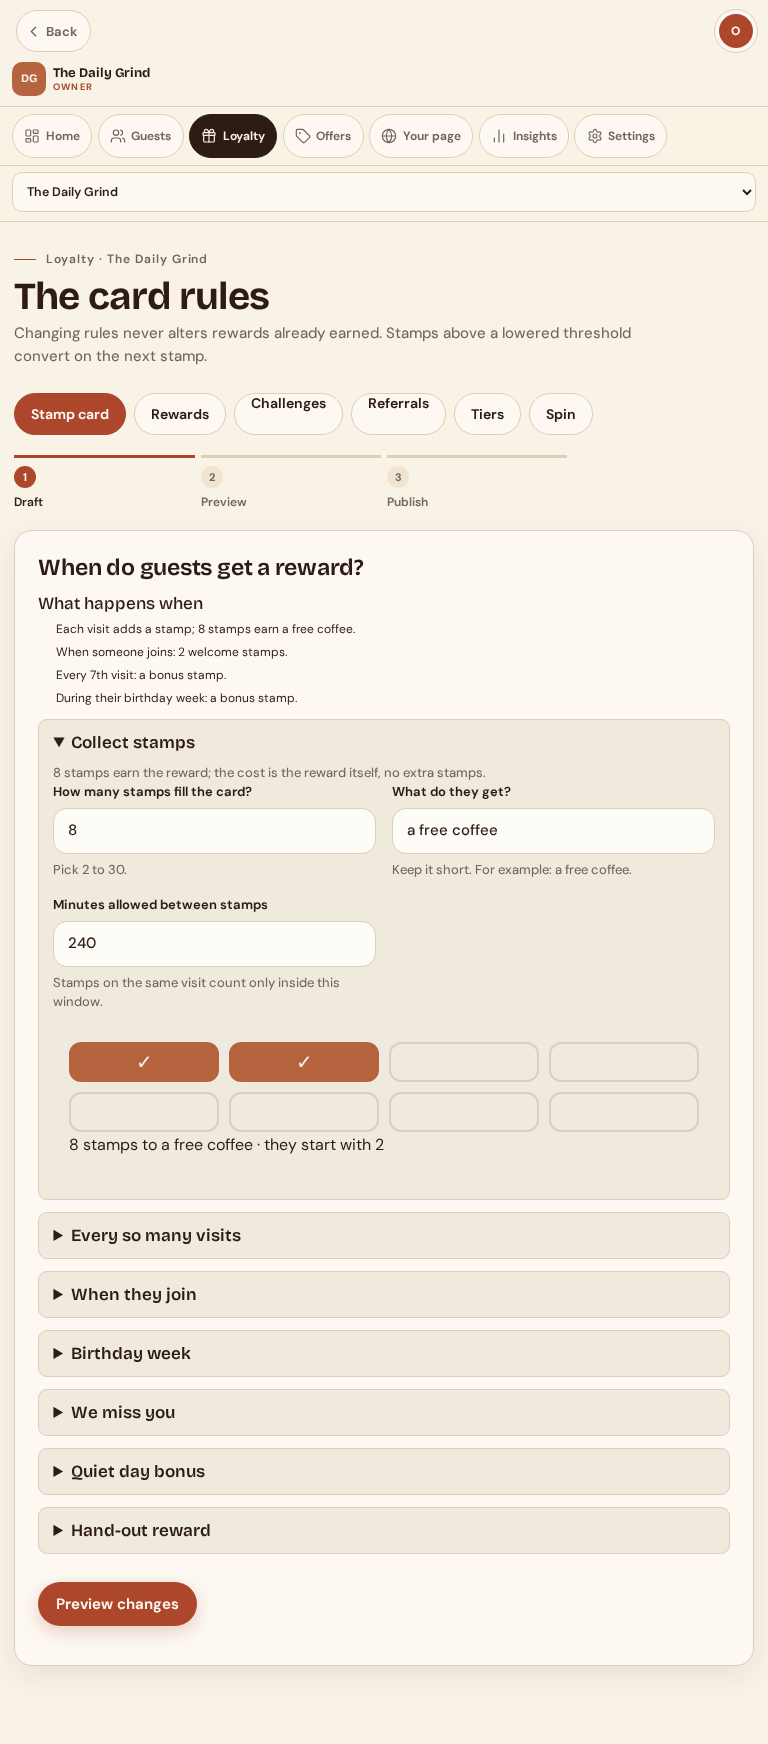 Back
O
DG
The Daily Grind
OWNER
Home
Guests
Loyalty
Offers
Your page
Insights
Settings
The Daily Grind
Loyalty · The Daily Grind
The card rules
Changing rules never alters rewards already earned. Stamps above a lowered threshold
convert on the next stamp.
Stamp card
Rewards
Challenges
Referrals
Tiers
Spin
1
Draft
2
Preview
3
Publish
When do guests get a reward?
What happens when
Each visit adds a stamp; 8 stamps earn a free coffee.
When someone joins: 2 welcome stamps.
Every 7th visit: a bonus stamp.
During their birthday week: a bonus stamp.
Collect stamps
8 stamps earn the reward; the cost is the reward itself, no extra stamps.
How many stamps fill the card?
8
Pick 2 to 30.
What do they get?
a free coffee
Keep it short. For example: a free coffee.
Minutes allowed between stamps
240
Stamps on the same visit count only inside this
window.
✓ ✓
8 stamps to a free coffee · they start with 2
Every so many visits
When they join
Birthday week
We miss you
Quiet day bonus
Hand-out reward
Preview changes